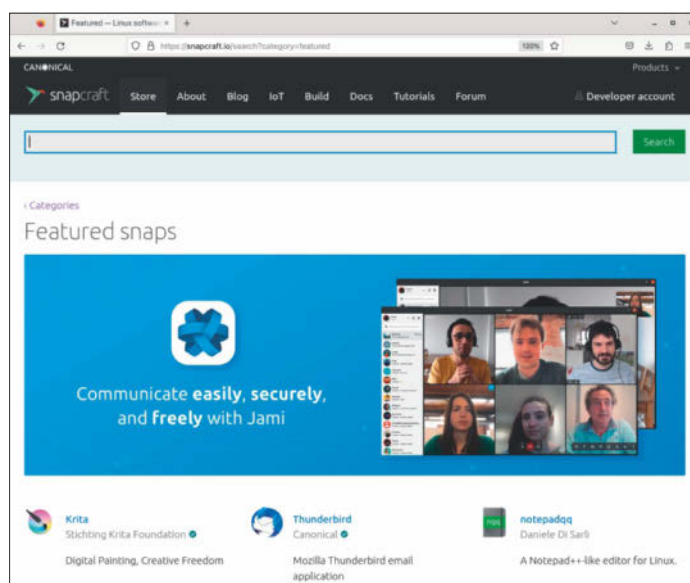 Featured — Linux software
https://snapcraft.io/search?category=featured
120%
CANONICAL
Products
snapcraft
Store
About
Blog
IoT
Build
Docs
Tutorials
Forum
Developer account
Search
‹ Categories
Featured snaps
Communicate easily, securely,
and freely with Jami
Krita
Stichting Krita Foundation
Digital Painting, Creative Freedom
Thunderbird
Canonical
Mozilla Thunderbird email
application
nqq
notepadqq
Daniele Di Sarli
A Notepad++-like editor for Linux.